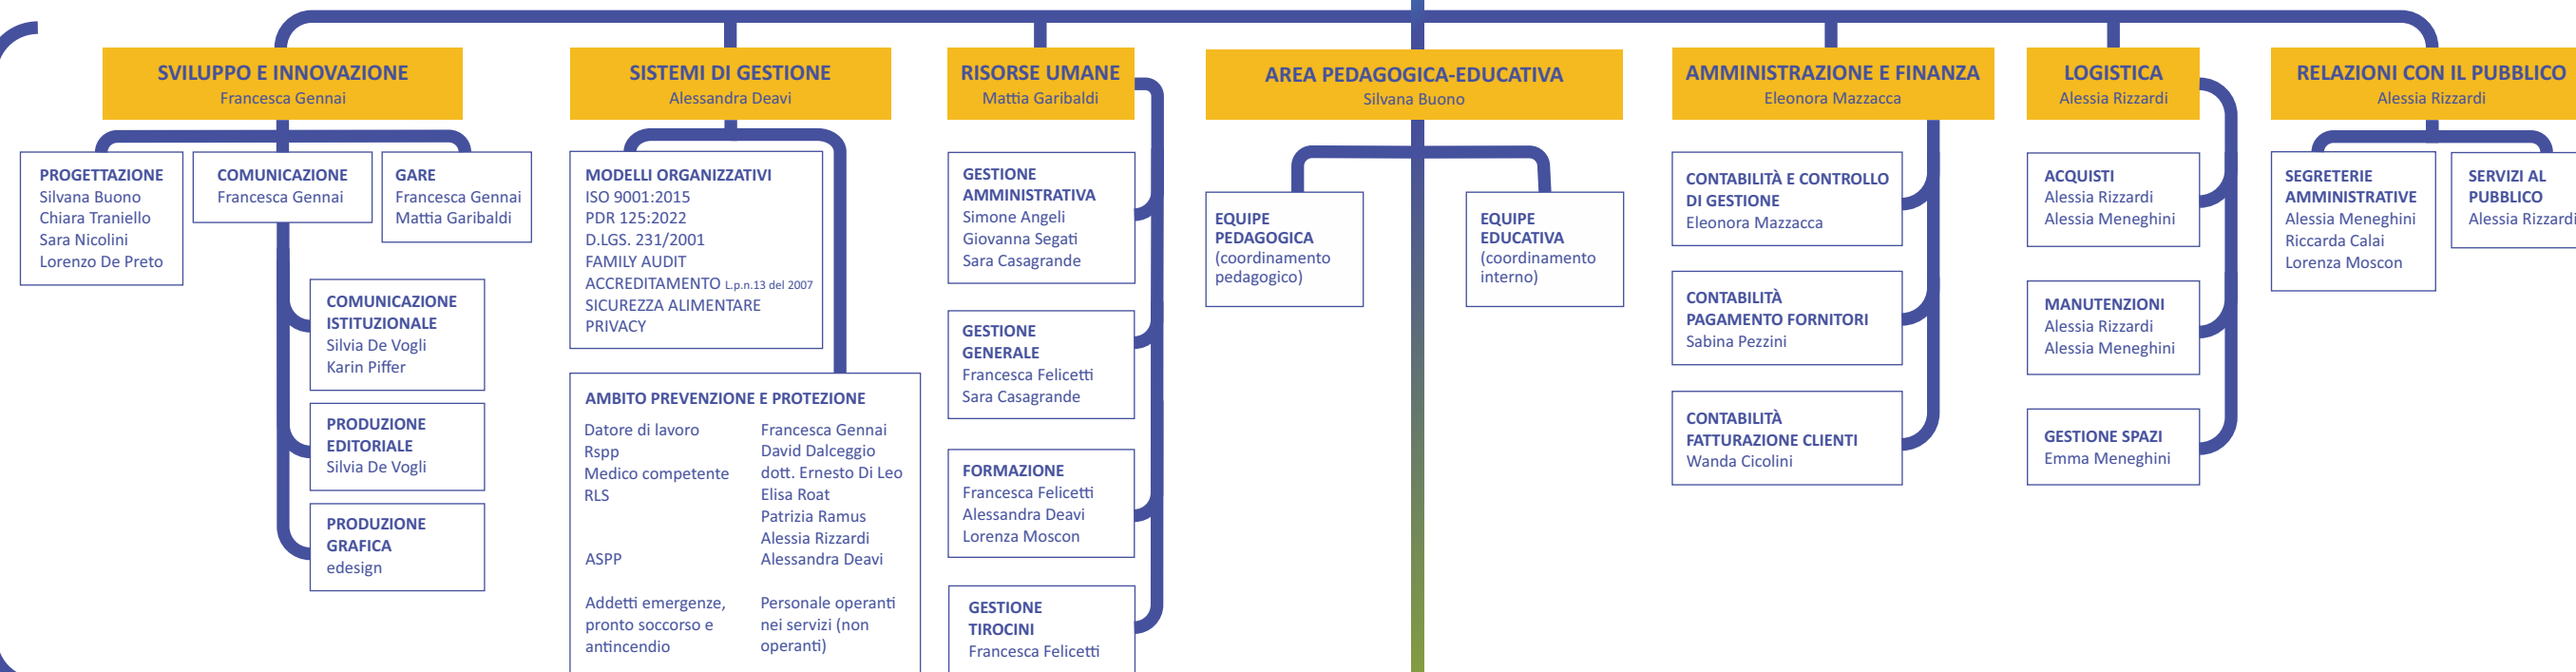 SVILUPPO E INNOVAZIONE
Francesca Gennai
PROGETTAZIONE
Silvana Buono
Chiara Traniello
Sara Nicolini
Lorenzo De Preto
COMUNICAZIONE
Francesca Gennai
GARE
Francesca Gennai
Mattia Garibaldi
COMUNICAZIONE
ISTITUZIONALE
Silvia De Vogli
Karin Piffer
PRODUZIONE
EDITORIALE
Silvia De Vogli
PRODUZIONE
GRAFICA
edesign
SISTEMI DI GESTIONE
Alessandra Deavi
MODELLI ORGANIZZATIVI
ISO 9001:2015
PDR 125:2022
D.LGS. 231/2001
FAMILY AUDIT
ACCREDITAMENTO L.p.n.13 del 2007
SICUREZZA ALIMENTARE
PRIVACY
AMBITO PREVENZIONE E PROTEZIONE
Datore di lavoro Francesca Gennai
Rspp David Dalceggio
Medico competente dott. Ernesto Di Leo
RLS Elisa Roat
Patrizia Ramus
Alessia Rizzardi
ASPP Alessandra Deavi
Addetti emergenze, Personale operanti
pronto soccorso e nei servizi (non
antincendio operanti)
RISORSE UMANE
Mattia Garibaldi
GESTIONE
AMMINISTRATIVA
Simone Angeli
Giovanna Segati
Sara Casagrande
GESTIONE
GENERALE
Francesca Felicetti
Sara Casagrande
FORMAZIONE
Francesca Felicetti
Alessandra Deavi
Lorenza Moscon
GESTIONE
TIROCINI
Francesca Felicetti
AREA PEDAGOGICA-EDUCATIVA
Silvana Buono
EQUIPE
PEDAGOGICA
(coordinamento
pedagogico)
EQUIPE
EDUCATIVA
(coordinamento
interno)
AMMINISTRAZIONE E FINANZA
Eleonora Mazzacca
CONTABILITÀ E CONTROLLO
DI GESTIONE
Eleonora Mazzacca
CONTABILITÀ
PAGAMENTO FORNITORI
Sabina Pezzini
CONTABILITÀ
FATTURAZIONE CLIENTI
Wanda Cicolini
LOGISTICA
Alessia Rizzardi
ACQUISTI
Alessia Rizzardi
Alessia Meneghini
MANUTENZIONI
Alessia Rizzardi
Alessia Meneghini
GESTIONE SPAZI
Emma Meneghini
RELAZIONI CON IL PUBBLICO
Alessia Rizzardi
SEGRETERIE
AMMINISTRATIVE
Alessia Meneghini
Riccarda Calai
Lorenza Moscon
SERVIZI AL
PUBBLICO
Alessia Rizzardi